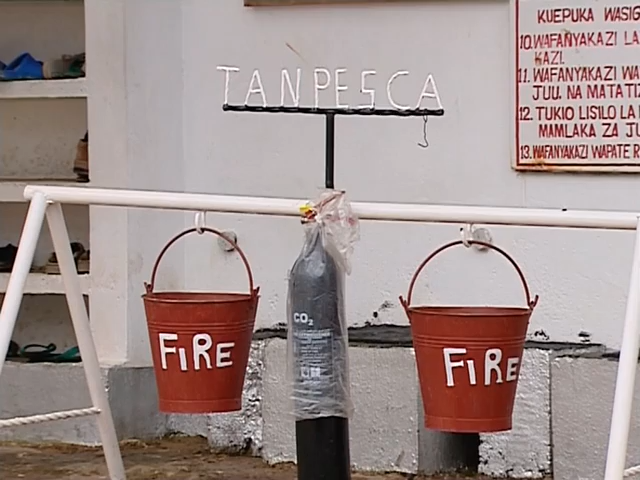 TANPESCA
KUEPUKA WASIG
10. WAFANYAKAZI LA
KAZI.
11. WAFANYAKAZI WA
JUU. NA MATATIZ
12. TUKIO LISILO LA
MAMLAKA ZA JU
13. WAFANYAKAZI WAPATE R
FiRE
CO2
FiRE